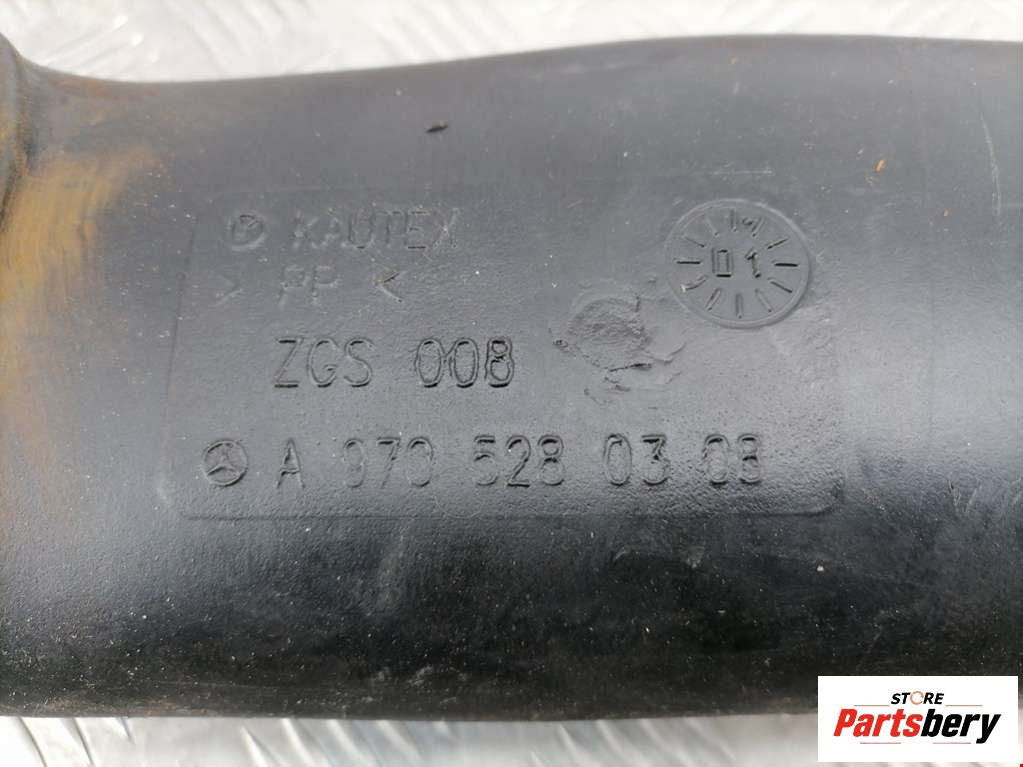 KAUTEX
> PP <
01
ZGS 008
A 970 528 03 08
STORE
Partsbery